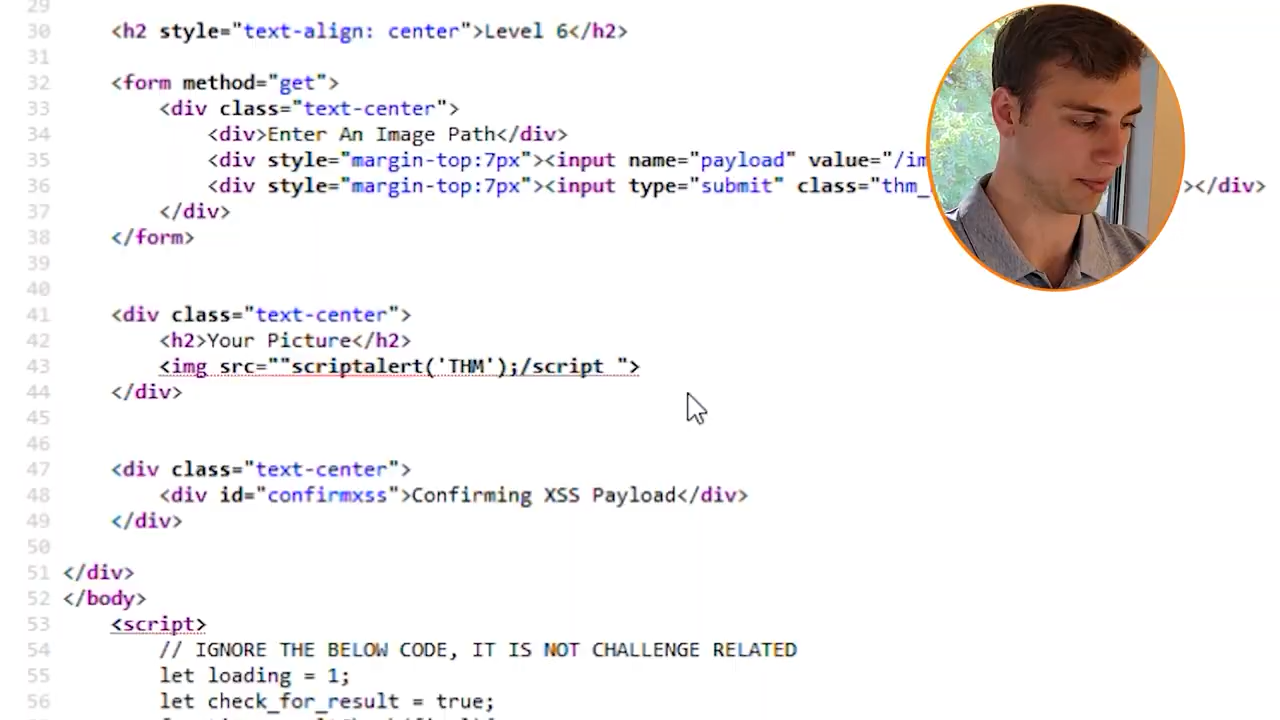 29
30 <h2 style="text-align: center">Level 6</h2>
31
32 <form method="get">
33 <div class="text-center">
34 <div>Enter An Image Path</div>
35 <div style="margin-top:7px"><input name="payload" value="/im
36 <div style="margin-top:7px"><input type="submit" class="thm_ ></div>
37 </div>
38 </form>
39
40
41 <div class="text-center">
42 <h2>Your Picture</h2>
43 <img src=""scriptalert('THM');/script ">
44 </div>
45
46
47 <div class="text-center">
48 <div id="confirmxss">Confirming XSS Payload</div>
49 </div>
50
51 </div>
52 </body>
53 <script>
54 // IGNORE THE BELOW CODE, IT IS NOT CHALLENGE RELATED
55 let loading = 1;
56 let check_for_result = true;